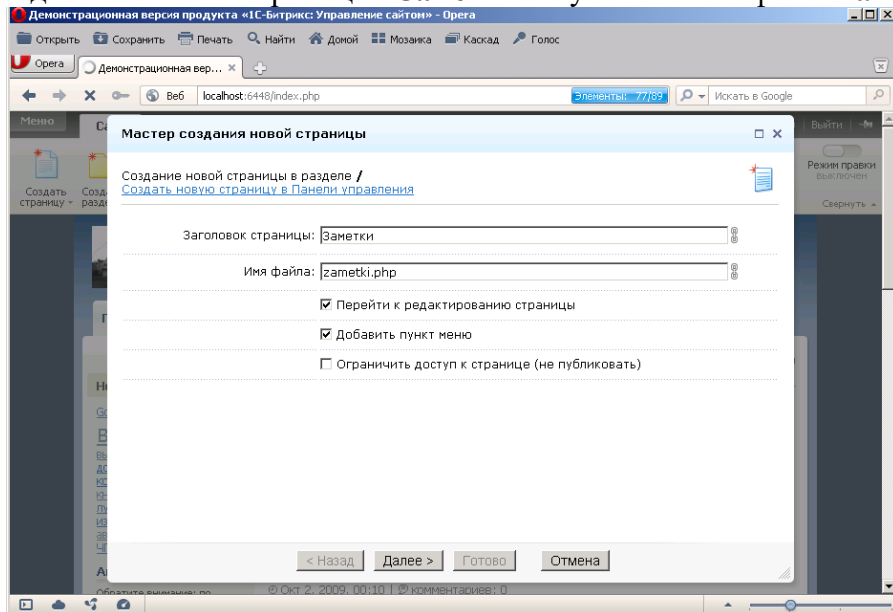 Демонстрационная версия продукта «1С-Битрикс: Управление сайтом» - Opera
Открыть Сохранить Печать Найти Домой Мозаика Каскад Голос
Opera Демонстрационная вер...
Веб localhost:6448/index.php Элементы: 77/89 Искать в Google
Меню Выйти
Мастер создания новой страницы
Создать страницу
Режим правки
выключен
Свернуть
Создание новой страницы в разделе /
Создать новую страницу в Панели управления
Заголовок страницы: Заметки
Имя файла: zametki.php
Перейти к редактированию страницы
Добавить пункт меню
Ограничить доступ к странице (не публиковать)
< Назад Далее > Готово Отмена
Обратите внимание: по Окт 2, 2009, 00:10 | комментариев: 0